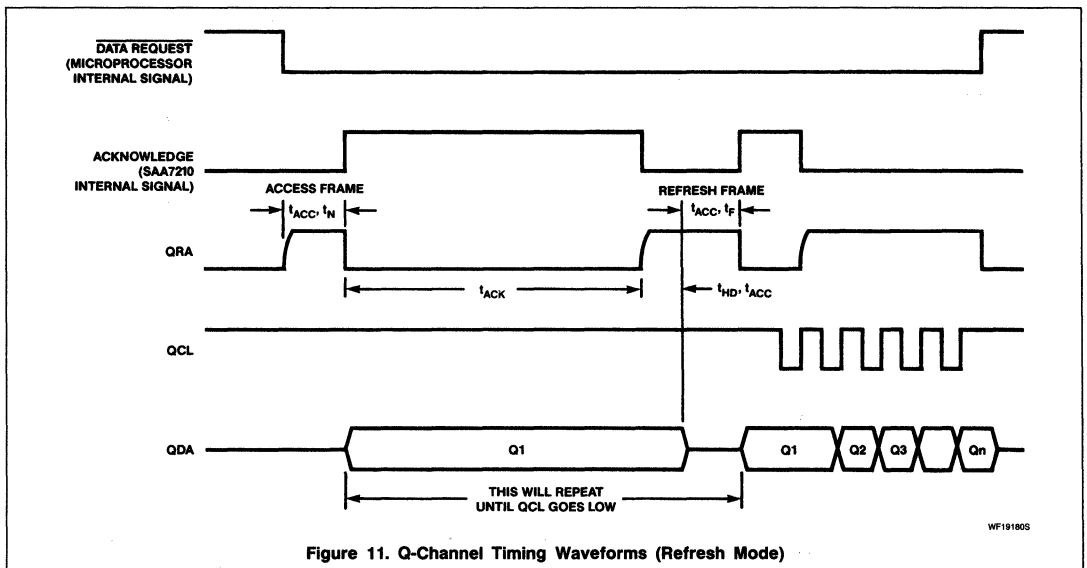 DATA REQUEST
(MICROPROCESSOR
INTERNAL SIGNAL)
ACKNOWLEDGE
(SAA7210
INTERNAL SIGNAL)
ACCESS FRAME
REFRESH FRAME
tACC, tN
tACC, tF
QRA
tACK
tHD, tACC
QCL
QDA
Q1
Q1
Q2
Q3
Qn
THIS WILL REPEAT
UNTIL QCL GOES LOW
WF19180S
Figure 11. Q-Channel Timing Waveforms (Refresh Mode)